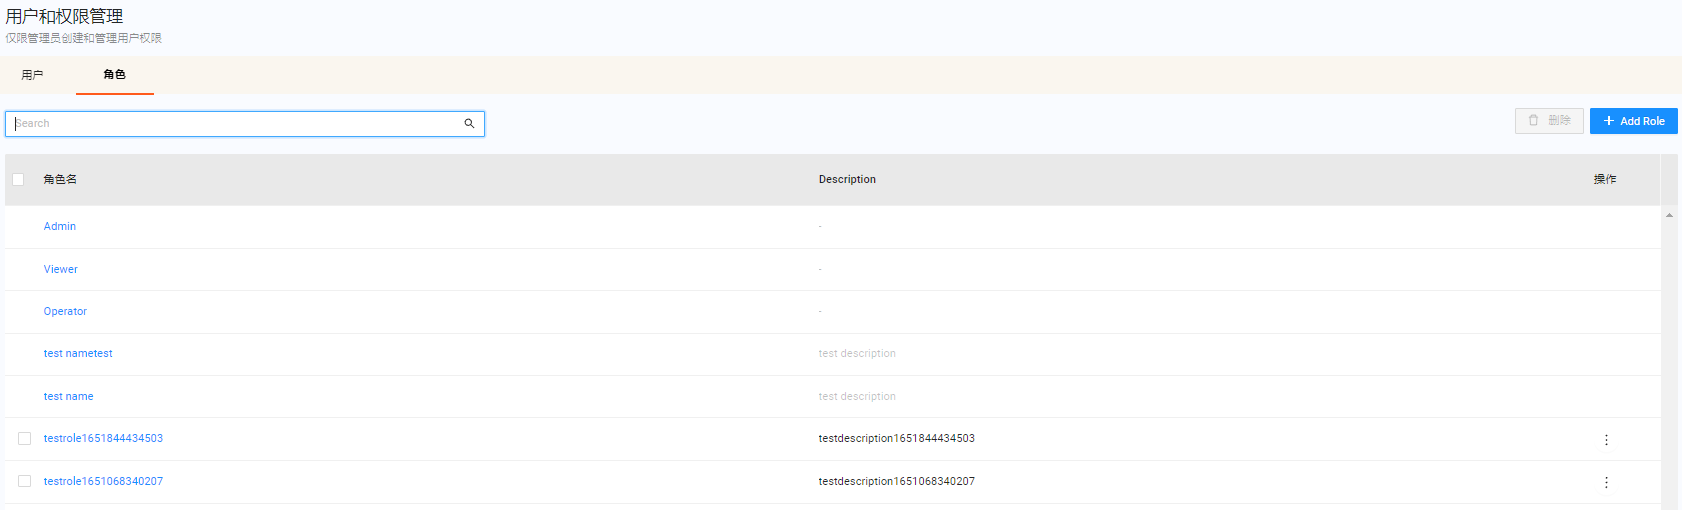 用户和权限管理
仅限管理员创建和管理用户权限
用户 角色
Search 删除 Add Role
角色名 Description 操作
Admin -
Viewer -
Operator -
test nametest test description
test name test description
testrole1651844434503 testdescription1651844434503
testrole1651068340207 testdescription1651068340207